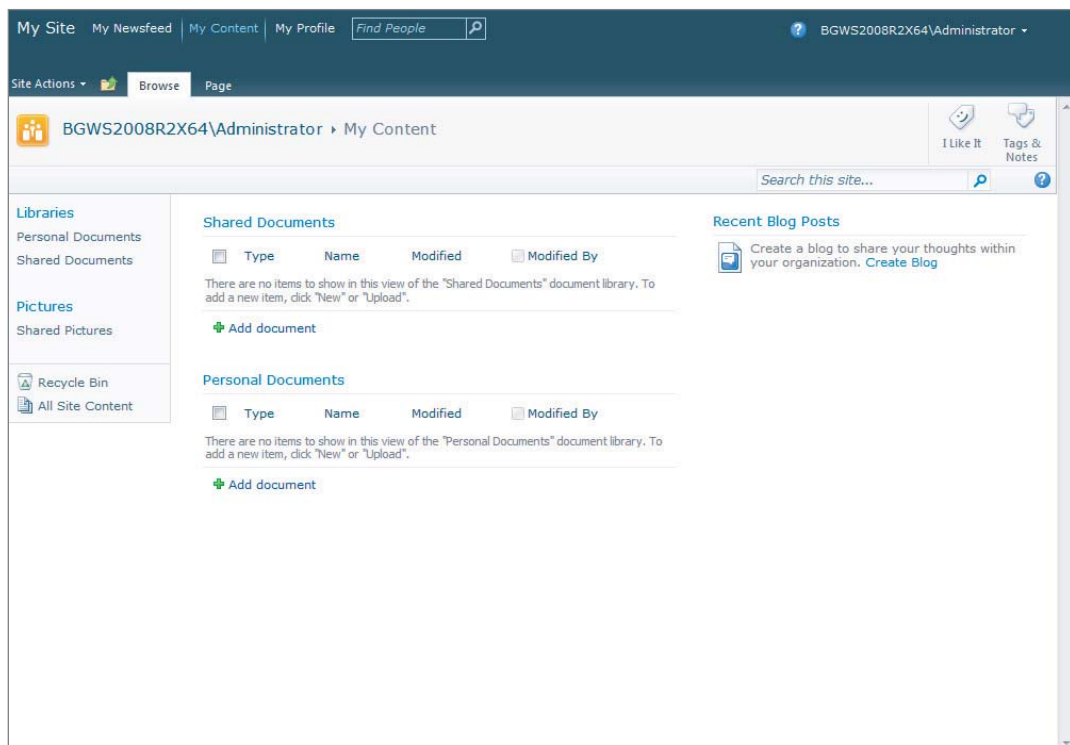 My Site My Newsfeed My Content My Profile Find People BGWS2008R2X64\Administrator
Site Actions Browse Page
BGWS2008R2X64\Administrator My Content
I Like It
Tags &
Notes
Search this site...
Libraries
Personal Documents
Shared Documents
Pictures
Shared Pictures
Recycle Bin
All Site Content
Shared Documents
Type Name Modified Modified By
There are no items to show in this view of the "Shared Documents" document library. To
add a new item, click "New" or "Upload".
Add document
Personal Documents
Type Name Modified Modified By
There are no items to show in this view of the "Personal Documents" document library. To
add a new item, click "New" or "Upload".
Add document
Recent Blog Posts
Create a blog to share your thoughts within
your organization. Create Blog